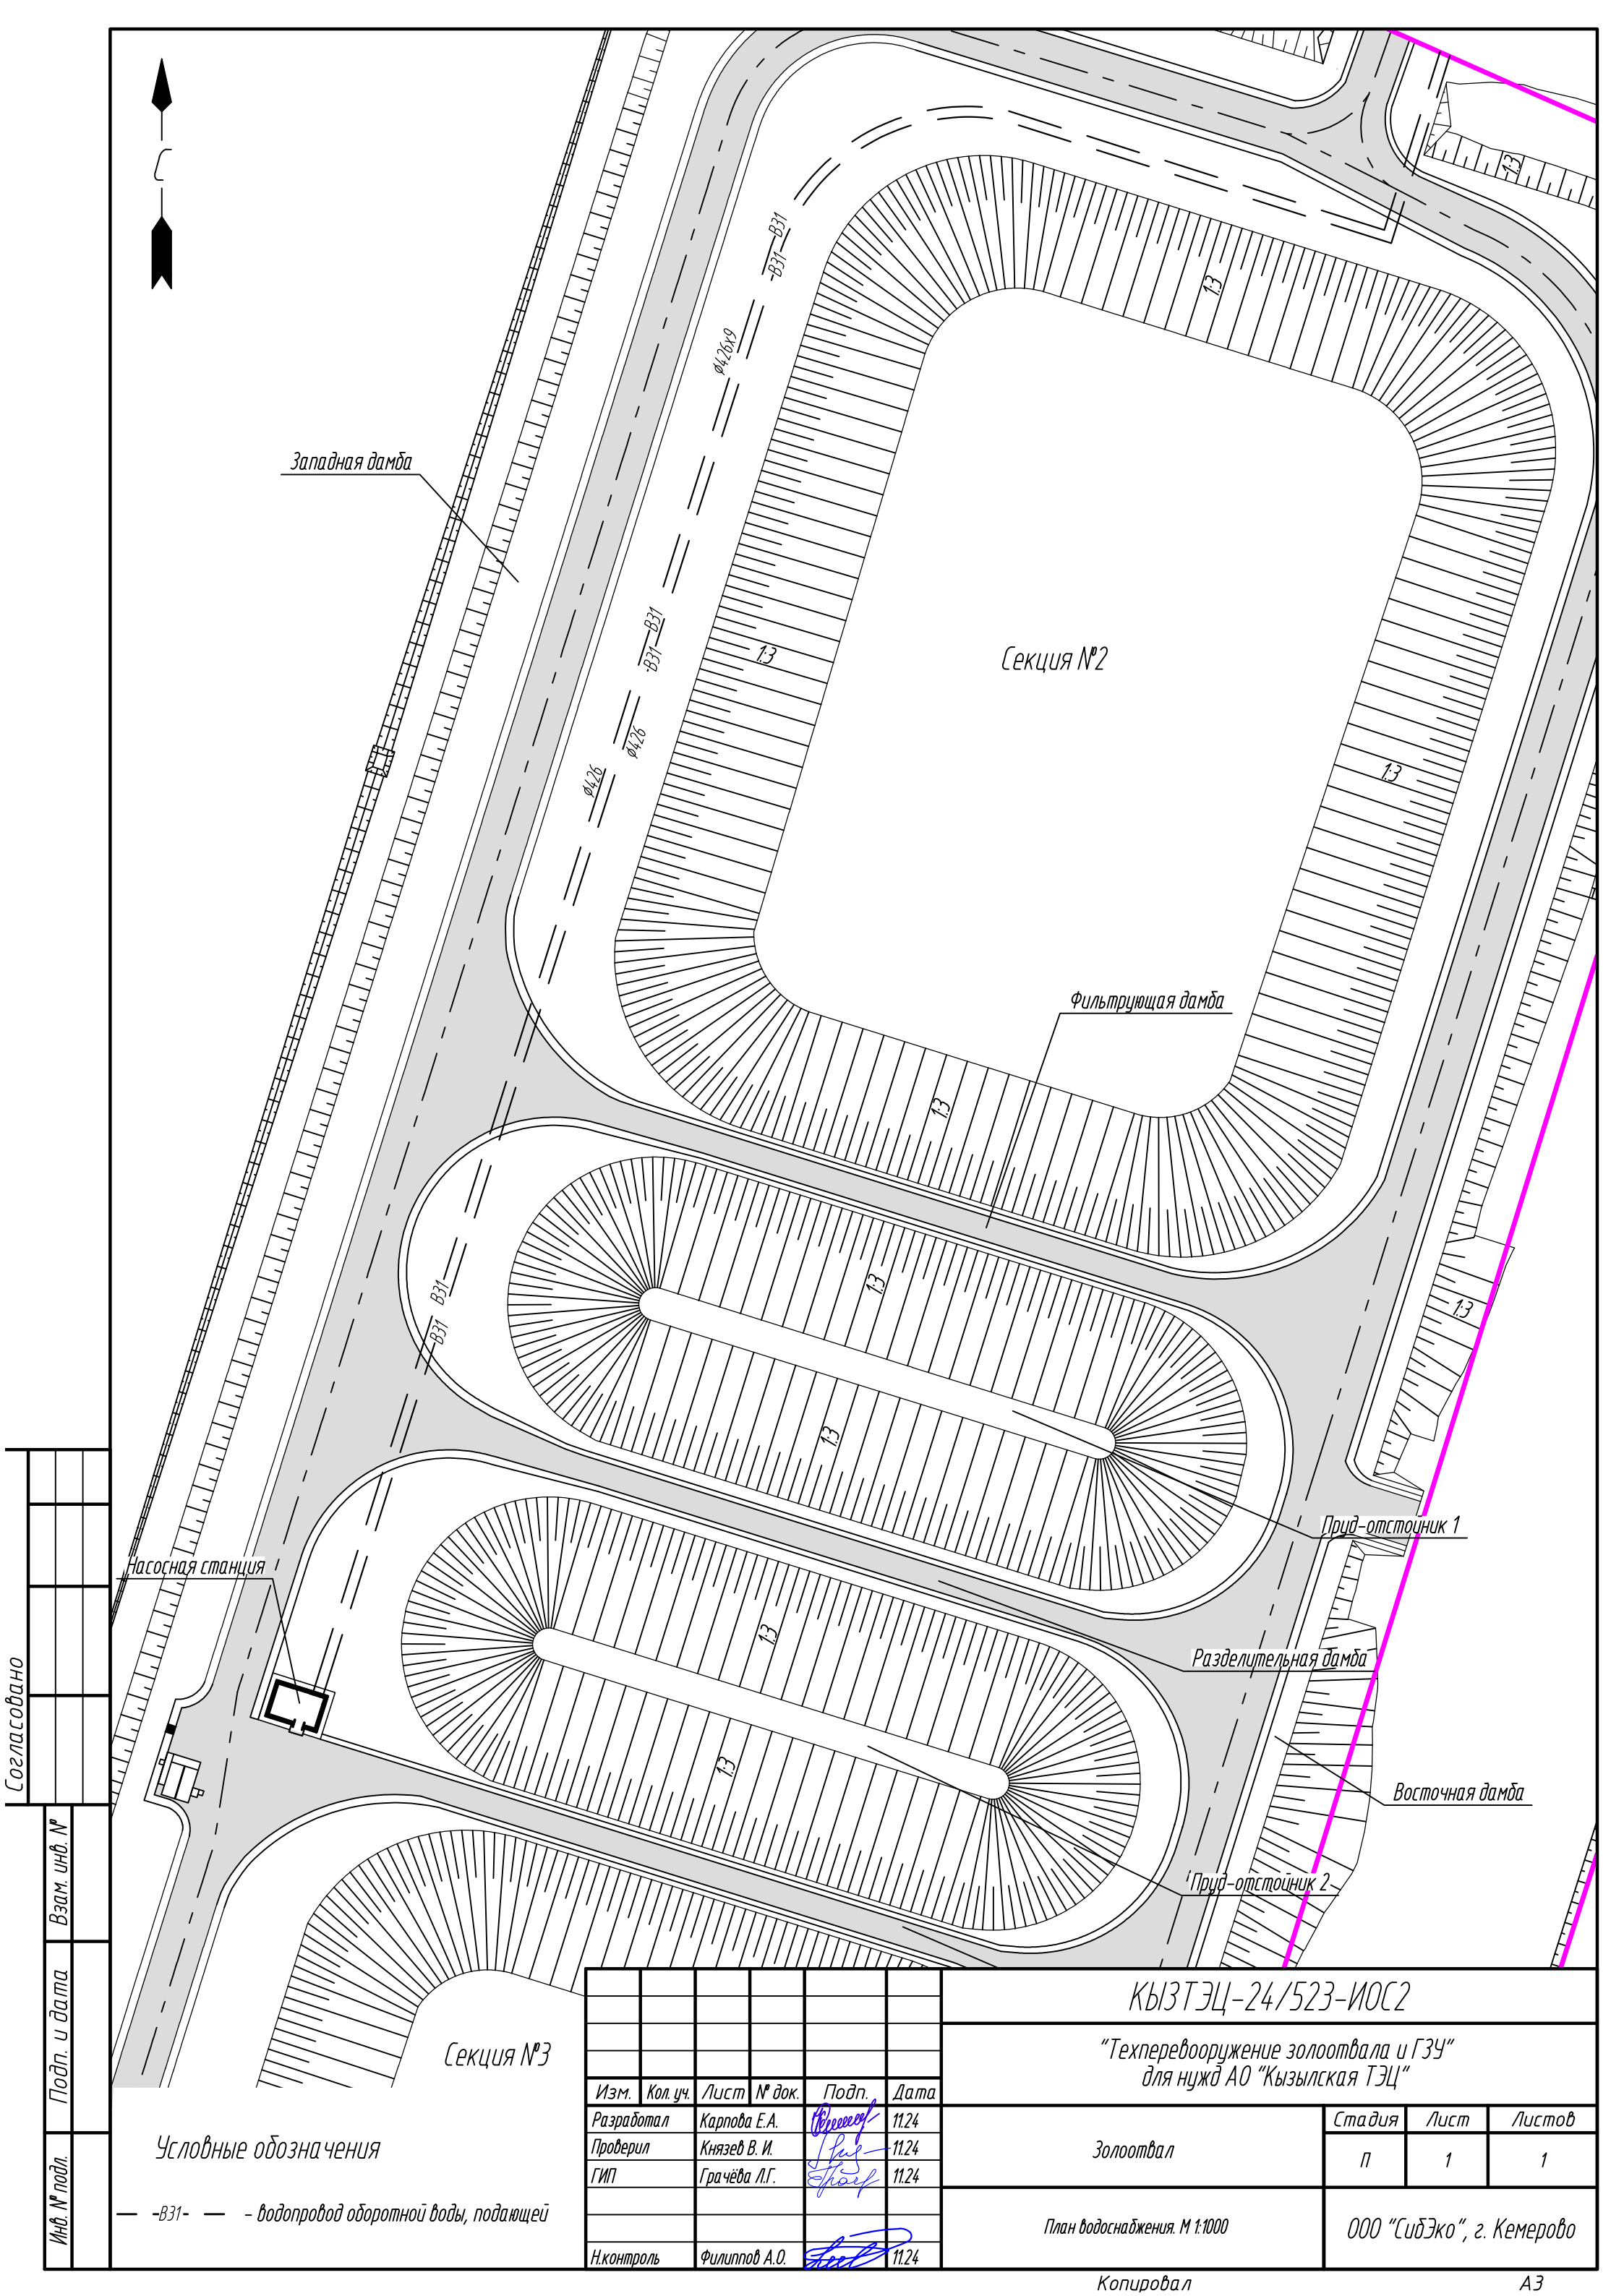 С
1:3
В31
В31
1:3
φ426х9
Западная дамба
В31
В31
1:3
Секция №2
φ426
φ426
1:3
Фильтрующая дамба
1:3
В31
В31
1:3
1:3
1:3
Пруд-отстойник 1
Насосная станция
1:3
Разделительная дамба
1:3
Восточная дамба
Пруд-отстойник 2
Секция №3
Условные обозначения
-В31- - водопровод оборотной воды, подающей
Согласовано
Взам. инв. №
Подп. и дата
Инв. № подл.
КЫЗТЭЦ-24/523-ИОС2
"Техперевооружение золоотвала и ГЗУ"
для нужд АО "Кызылская ТЭЦ"
Изм. Кол. уч. Лист № док. Подп. Дата
Разработал Карпова Е.А. 11.24
Проверил Князев В. И. 11.24
ГИП Грачёва Л.Г. 11.24
Н.контроль Филиппов А.О. 11.24
Золоотвал
Стадия Лист Листов
П 1 1
План водоснабжения. М 1:1000
ООО "СибЭко", г. Кемерово
Копировал А3